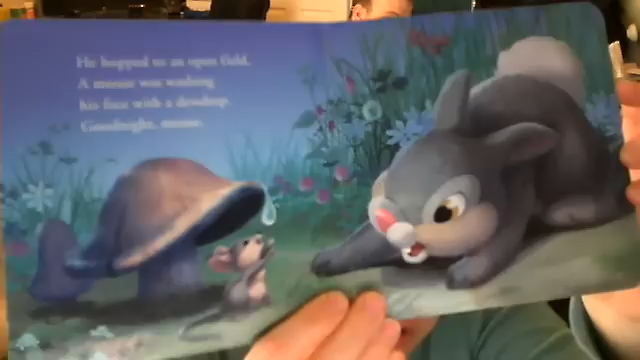 He hopped to an open field.
A mouse was washing
his face with a dewdrop.
Goodnight, mouse.